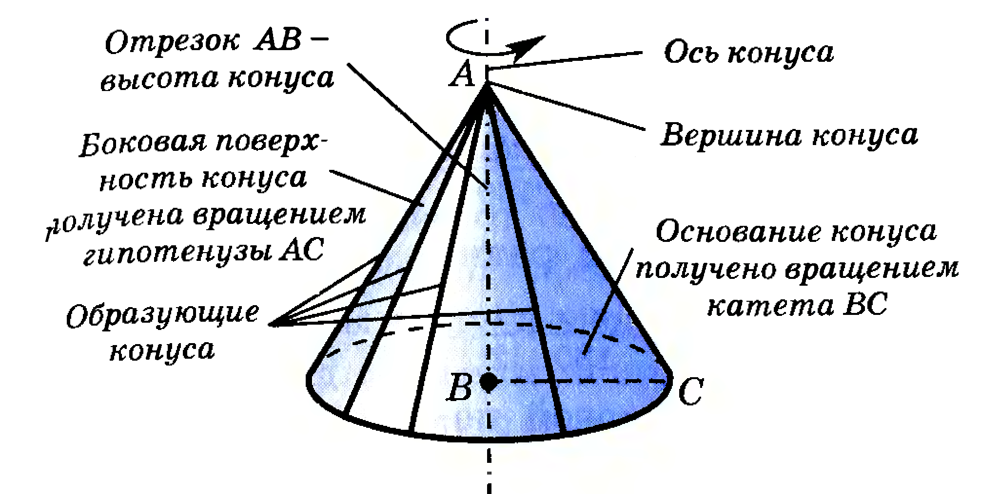 Отрезок AB –
высота конуса
Боковая поверх-
ность конуса
получена вращением
гипотенузы AC
Образующие
конуса
A
B
C
Ось конуса
Вершина конуса
Основание конуса
получено вращением
катета BC